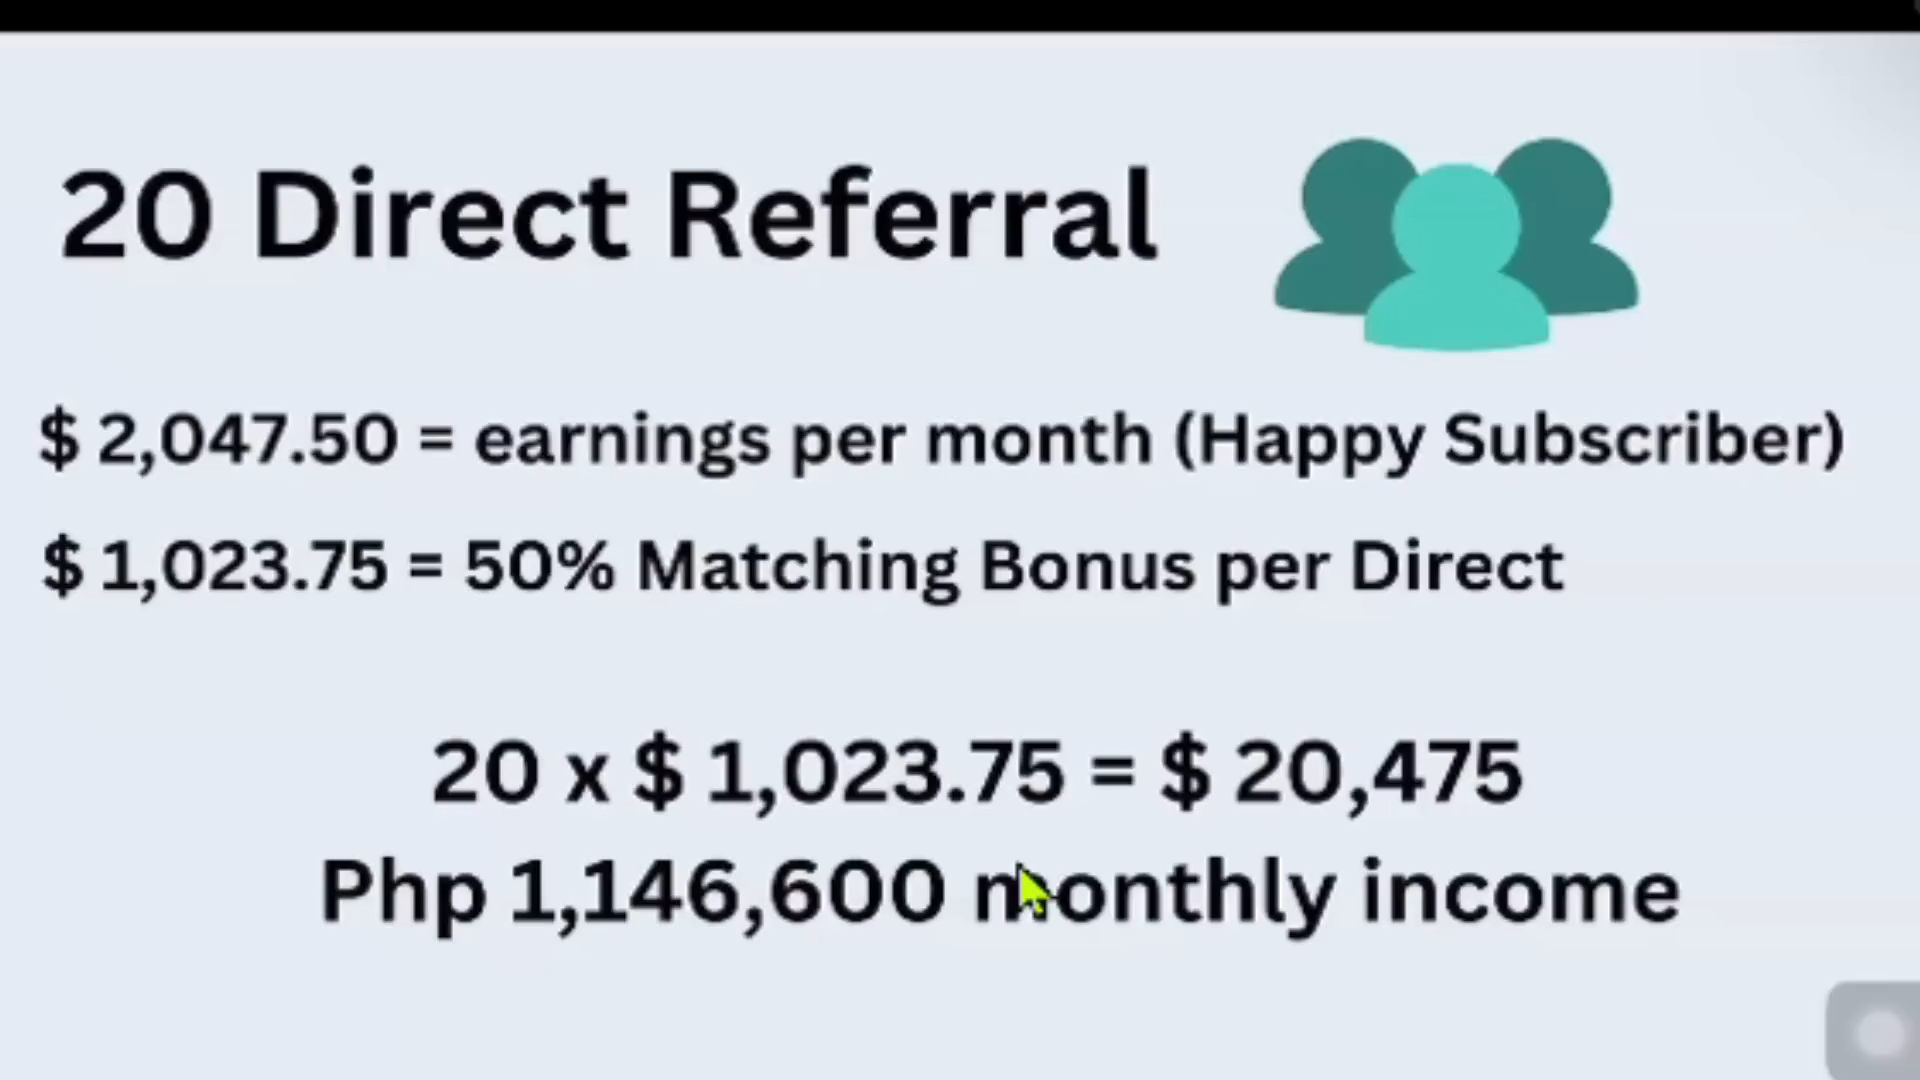 20 Direct Referral
$ 2,047.50 = earnings per month (Happy Subscriber)
$ 1,023.75 = 50% Matching Bonus per Direct
20 x $ 1,023.75 = $ 20,475
Php 1,146,600 monthly income